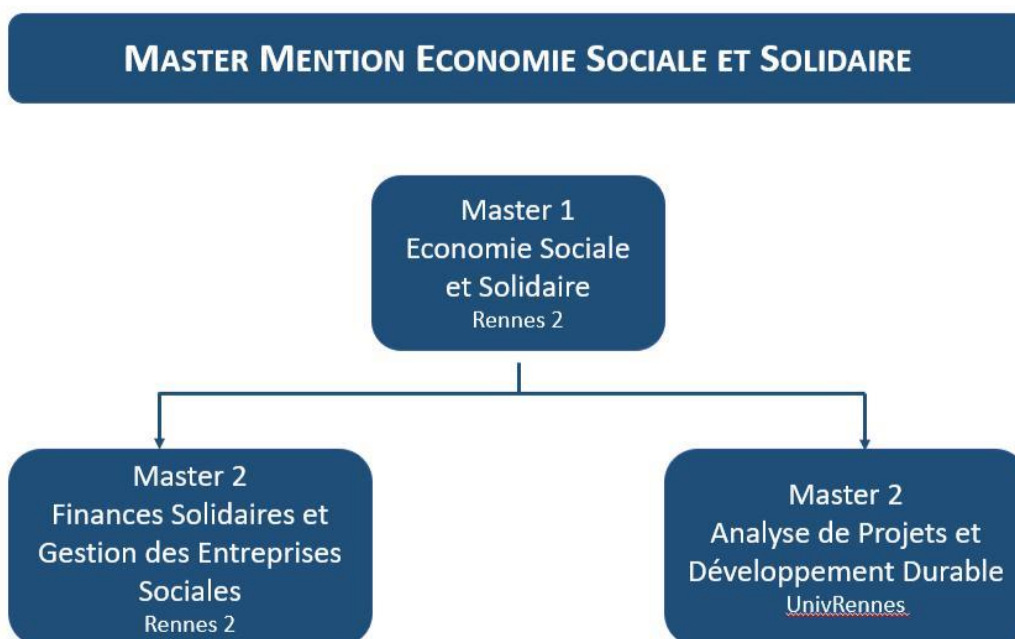 MASTER MENTION ECONOMIE SOCIALE ET SOLIDAIRE
Master 1
Economie Sociale
et Solidaire
Rennes 2
Master 2
Finances Solidaires et
Gestion des Entreprises
Sociales
Rennes 2
Master 2
Analyse de Projets et
Développement Durable
UnivRennes